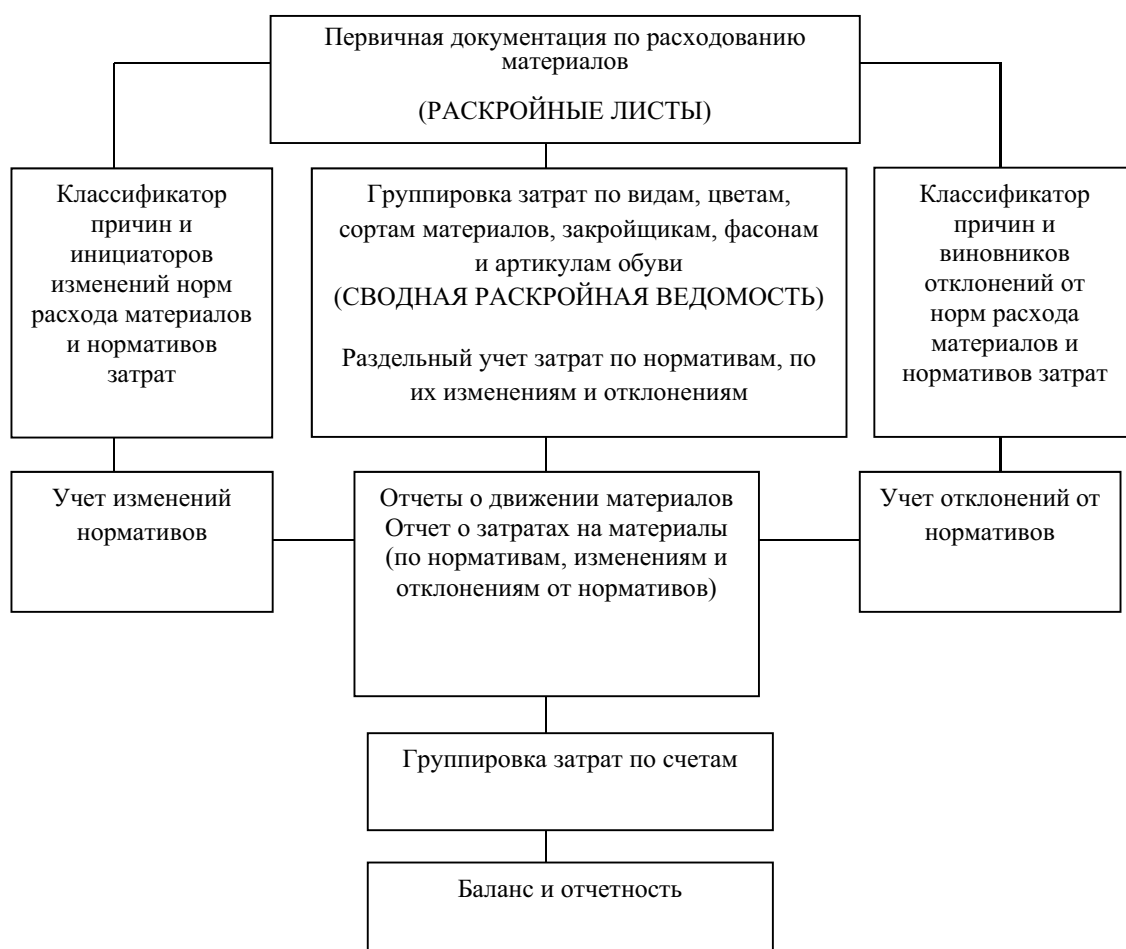 Первичная документация по расходованию
материалов
(РАСКРОЙНЫЕ ЛИСТЫ)
Классификатор
причин и
инициаторов
изменений норм
расхода материалов
и нормативов
затрат
Группировка затрат по видам, цветам,
сортам материалов, закройщикам, фасонам
и артикулам обуви
(СВОДНАЯ РАСКРОЙНАЯ ВЕДОМОСТЬ)
Раздельный учет затрат по нормативам, по
их изменениям и отклонениям
Классификатор
причин и
виновников
отклонений от
норм расхода
материалов и
нормативов затрат
Учет изменений
нормативов
Отчеты о движении материалов
Отчет о затратах на материалы
(по нормативам, изменениям и
отклонениям от нормативов)
Учет отклонений от
нормативов
Группировка затрат по счетам
Баланс и отчетность